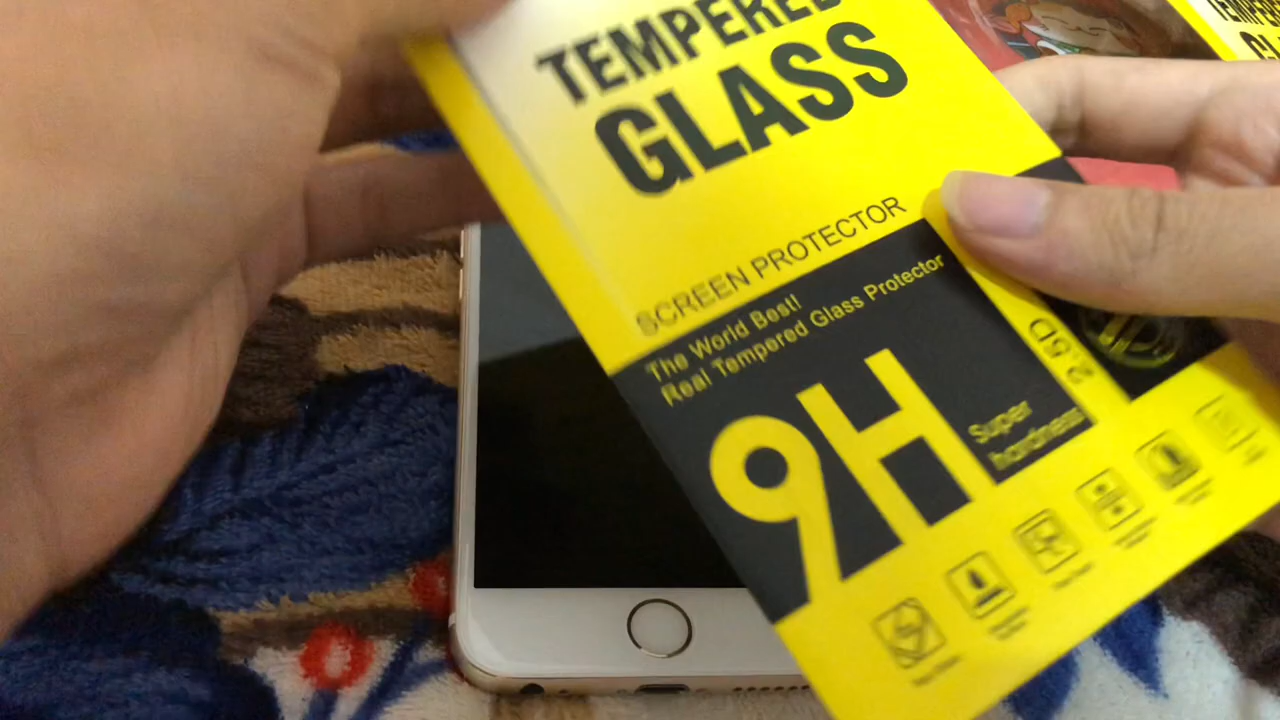 TEMPERED
GLASS
SCREEN PROTECTOR
The World Best!
Real Tempered Glass Protector
9H
Super
hardness
2.5D